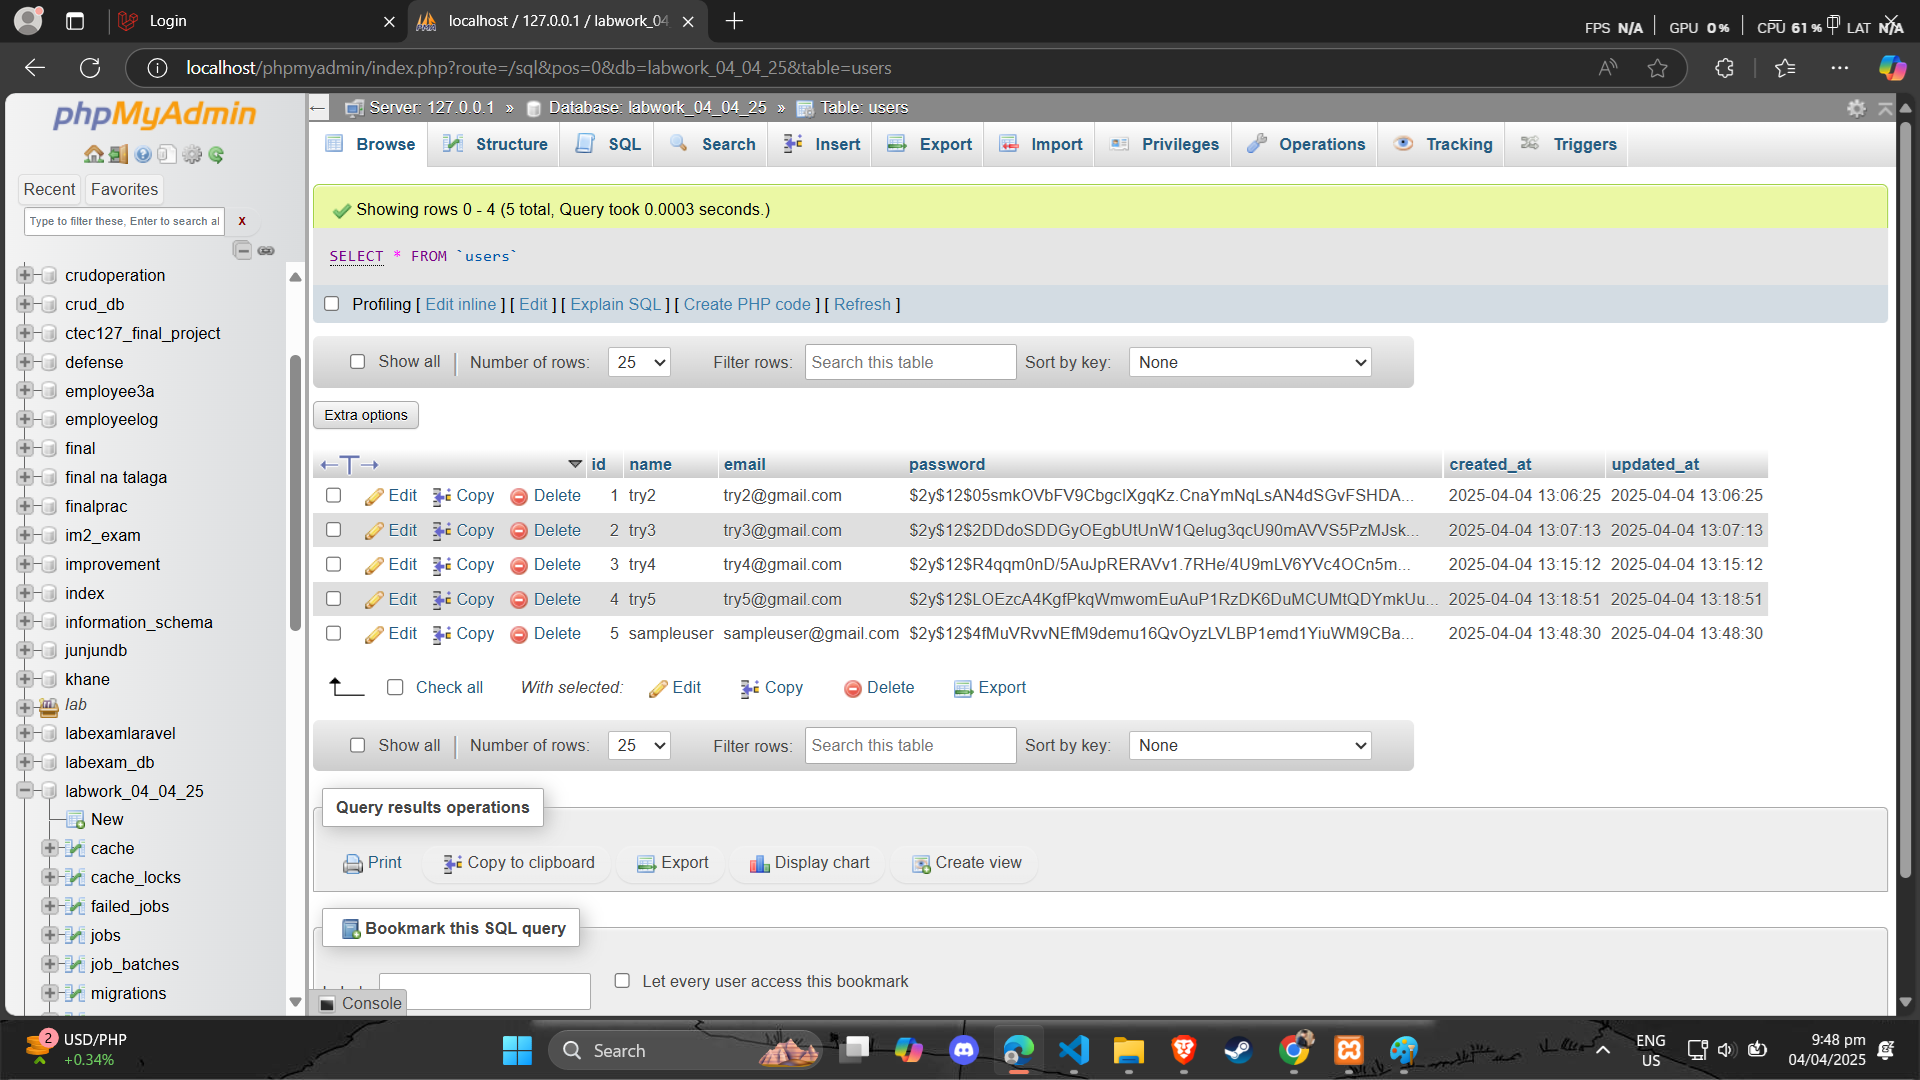 Login
localhost / 127.0.0.1 / labwork_04
FPS N/A GPU 0% CPU 61% LAT N/A
localhost/phpmyadmin/index.php?route=/sql&pos=0&db=labwork_04_04_25&table=users
phpMyAdmin
Recent Favorites
Type to filter these, Enter to search al
X
crudoperation
crud_db
ctec127_final_project
defense
employee3a
employeelog
final
final na talaga
finalprac
im2_exam
improvement
index
information_schema
junjundb
khane
lab
labexamlaravel
labexam_db
labwork_04_04_25
New
cache
cache_locks
failed_jobs
jobs
job_batches
migrations
Server: 127.0.0.1 » Database: labwork_04_04_25 » Table: users
Browse Structure SQL Search Insert Export Import Privileges Operations Tracking Triggers
Showing rows 0 - 4 (5 total, Query took 0.0003 seconds.)
SELECT * FROM `users`
Profiling [ Edit inline ] [ Edit ] [ Explain SQL ] [ Create PHP code ] [ Refresh ]
Show all Number of rows: 25 Filter rows: Search this table Sort by key: None
Extra options
id name email password created_at updated_at
Edit Copy Delete 1 try2 try2@gmail.com $2y$12$05smkOVbFV9CbgclXgqKz.CnaYmNqLsAN4dSGvFSHDA... 2025-04-04 13:06:25 2025-04-04 13:06:25
Edit Copy Delete 2 try3 try3@gmail.com $2y$12$2DDdoSDDGyOEgbUtUnW1Qelug3qcU90mAVVS5PzMJsk... 2025-04-04 13:07:13 2025-04-04 13:07:13
Edit Copy Delete 3 try4 try4@gmail.com $2y$12$R4qqm0nD/5AuJpRERAVv1.7RHe/4U9mLV6YVc4OCn5m... 2025-04-04 13:15:12 2025-04-04 13:15:12
Edit Copy Delete 4 try5 try5@gmail.com $2y$12$LOEzcA4KgfPkqWmwomEuAuP1RzDK6DuMCUMtQDYmkUu... 2025-04-04 13:18:51 2025-04-04 13:18:51
Edit Copy Delete 5 sampleuser sampleuser@gmail.com $2y$12$4fMuVRvvNEfM9demu16QvOyzLVLBP1emd1YiuWM9CBa... 2025-04-04 13:48:30 2025-04-04 13:48:30
Check all With selected: Edit Copy Delete Export
Show all Number of rows: 25 Filter rows: Search this table Sort by key: None
Query results operations
Print Copy to clipboard Export Display chart Create view
Bookmark this SQL query
Let every user access this bookmark
Console
2
USD/PHP
+0.34%
Search
ENG
US
9:48 pm
04/04/2025